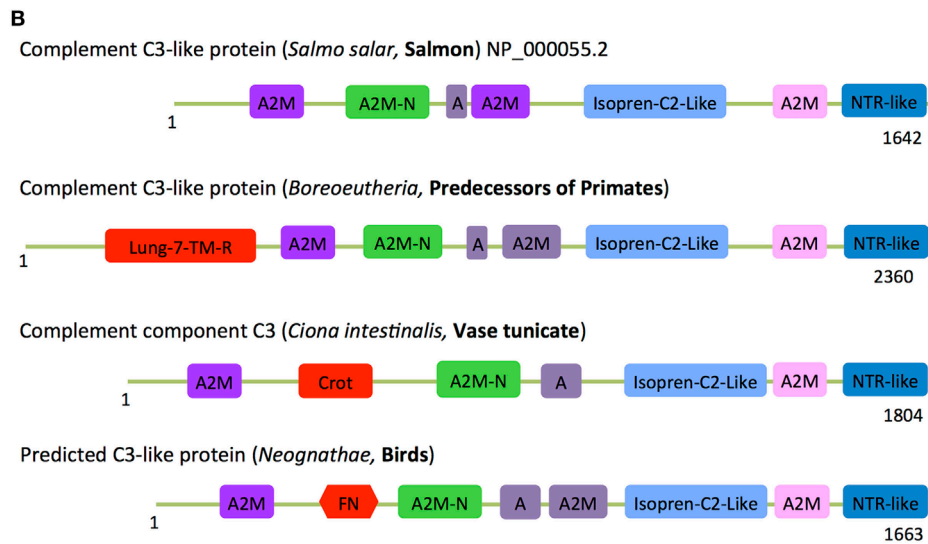 B
Complement C3-like protein (Salmo salar, Salmon) NP_000055.2
A2M A2M-N A A2M Isopren-C2-Like A2M NTR-like
1 1642
Complement C3-like protein (Boreoeutheria, Predecessors of Primates)
Lung-7-TM-R A2M A2M-N A A2M Isopren-C2-Like A2M NTR-like
1 2360
Complement component C3 (Ciona intestinalis, Vase tunicate)
A2M Crot A2M-N A Isopren-C2-Like A2M NTR-like
1 1804
Predicted C3-like protein (Neognathae, Birds)
A2M FN A2M-N A A2M Isopren-C2-Like A2M NTR-like
1 1663